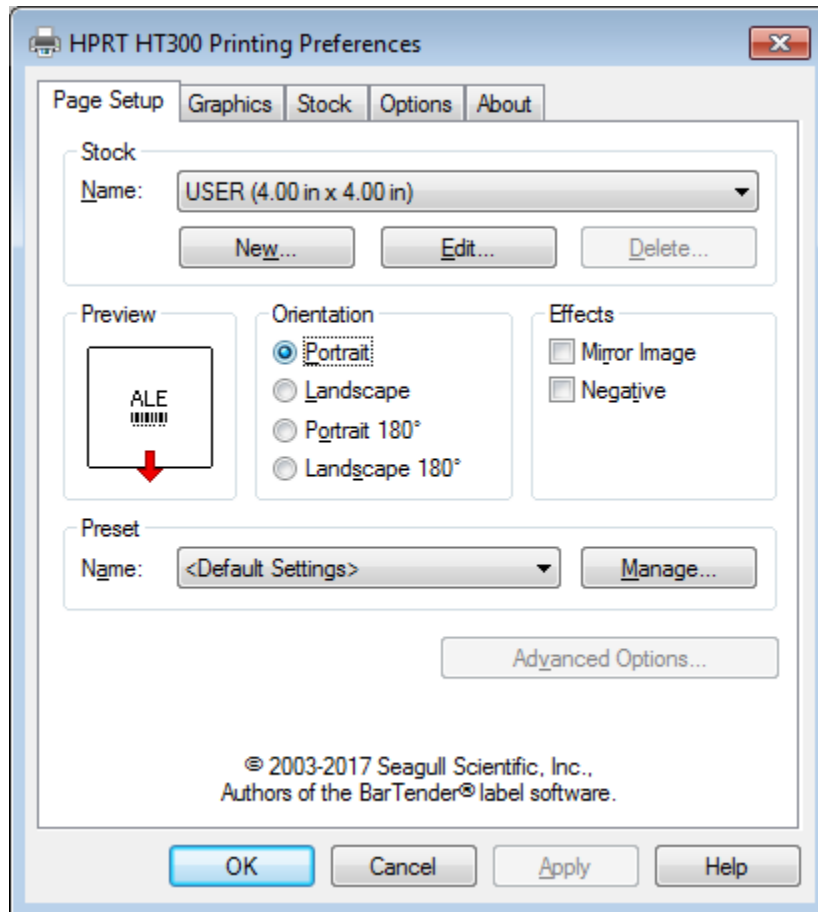 HPRT HT300 Printing Preferences
Page Setup Graphics Stock Options About
Stock
Name: USER (4.00 in x 4.00 in)
New... Edit... Delete...
Preview Orientation Effects
ALE
Portrait
Landscape
Portrait 180°
Landscape 180°
Mirror Image
Negative
Preset
Name: <Default Settings> Manage...
Advanced Options...
© 2003-2017 Seagull Scientific, Inc.,
Authors of the BarTender® label software.
OK Cancel Apply Help